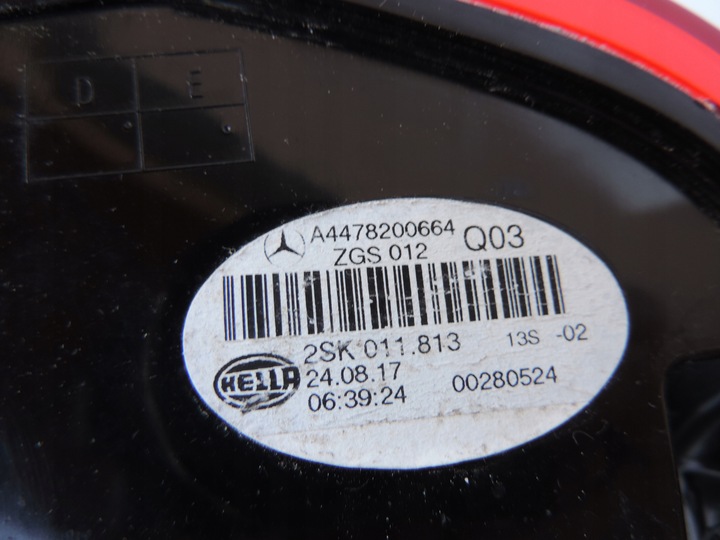 D E
A4478200664
ZGS 012 Q03
2SK 011.813 13S -02
HELLA
24.08.17
06:39:24 00280524